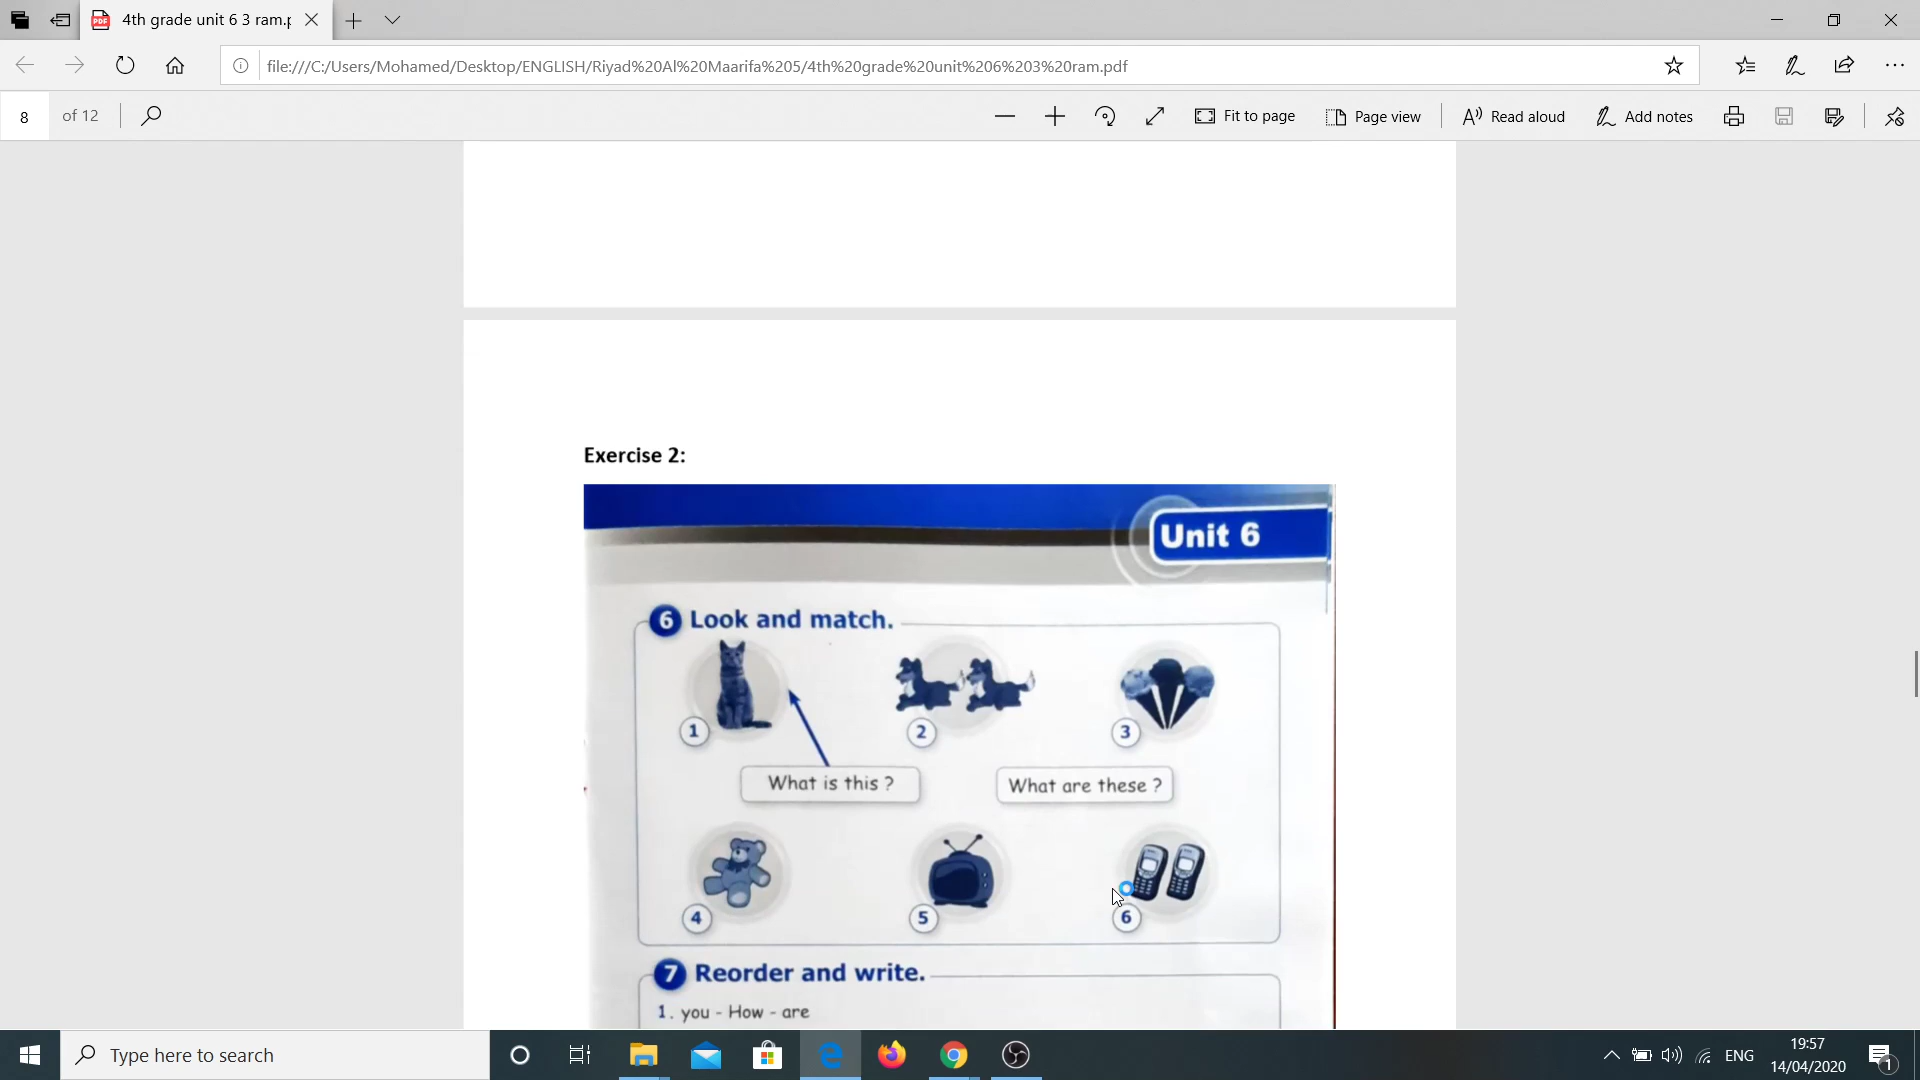 4th grade unit 6 3 ram.p
file:///C:/Users/Mohamed/Desktop/ENGLISH/Riyad%20Al%20Maarifa%205/4th%20grade%20unit%206%203%20ram.pdf
8 of 12
Fit to page
Page view
Read aloud
Add notes
Exercise 2:
Unit 6
6 Look and match.
1
2
3
What is this ?
What are these ?
4
5
6
7 Reorder and write.
1. you - How - are
Type here to search
ENG
19:57
14/04/2020
1